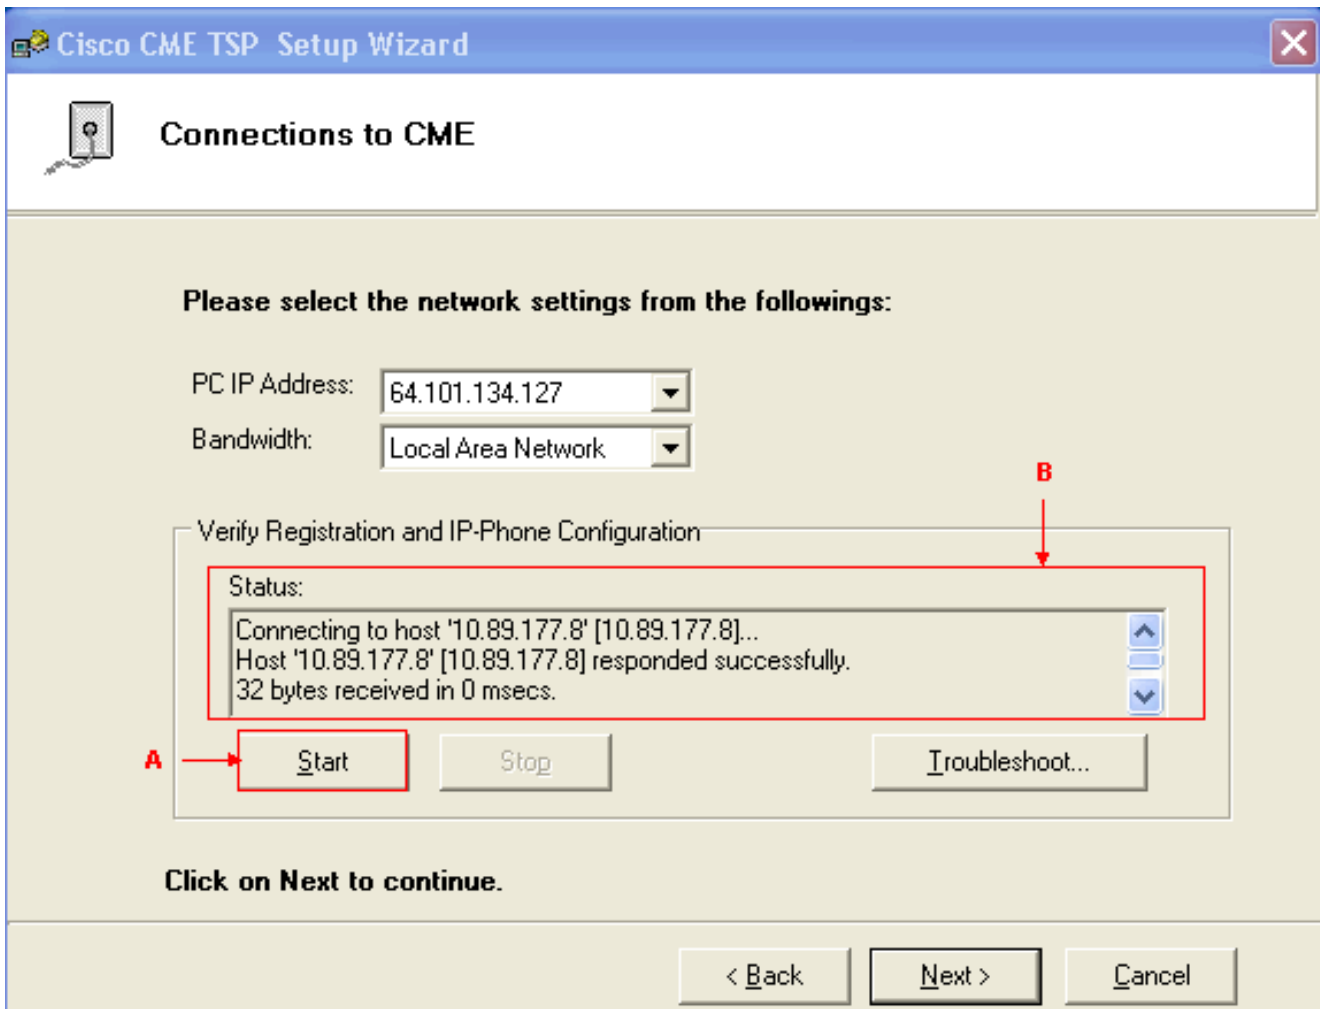 Cisco CME TSP Setup Wizard
Connections to CME
Please select the network settings from the followings:
PC IP Address: 64.101.134.127
Bandwidth: Local Area Network
B
Verify Registration and IP-Phone Configuration
Status:
Connecting to host '10.89.177.8' [10.89.177.8]...
Host '10.89.177.8' [10.89.177.8] responded successfully.
32 bytes received in 0 msecs.
A Start Stop Troubleshoot...
Click on Next to continue.
< Back Next > Cancel